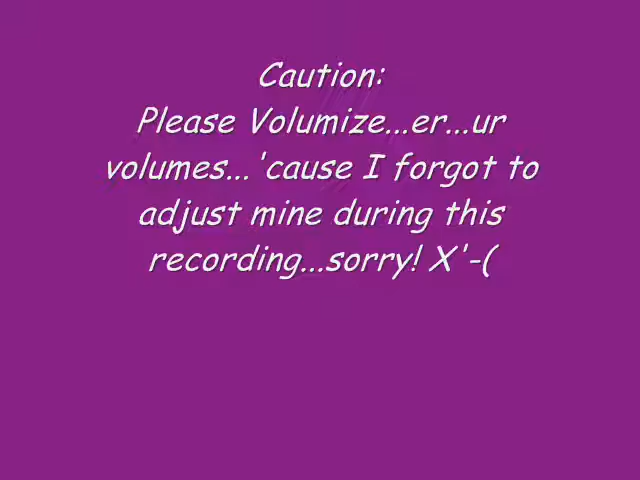 Caution:
Please Volumize...er...ur
volumes...'cause I forgot to
adjust mine during this
recording...sorry! X'-(